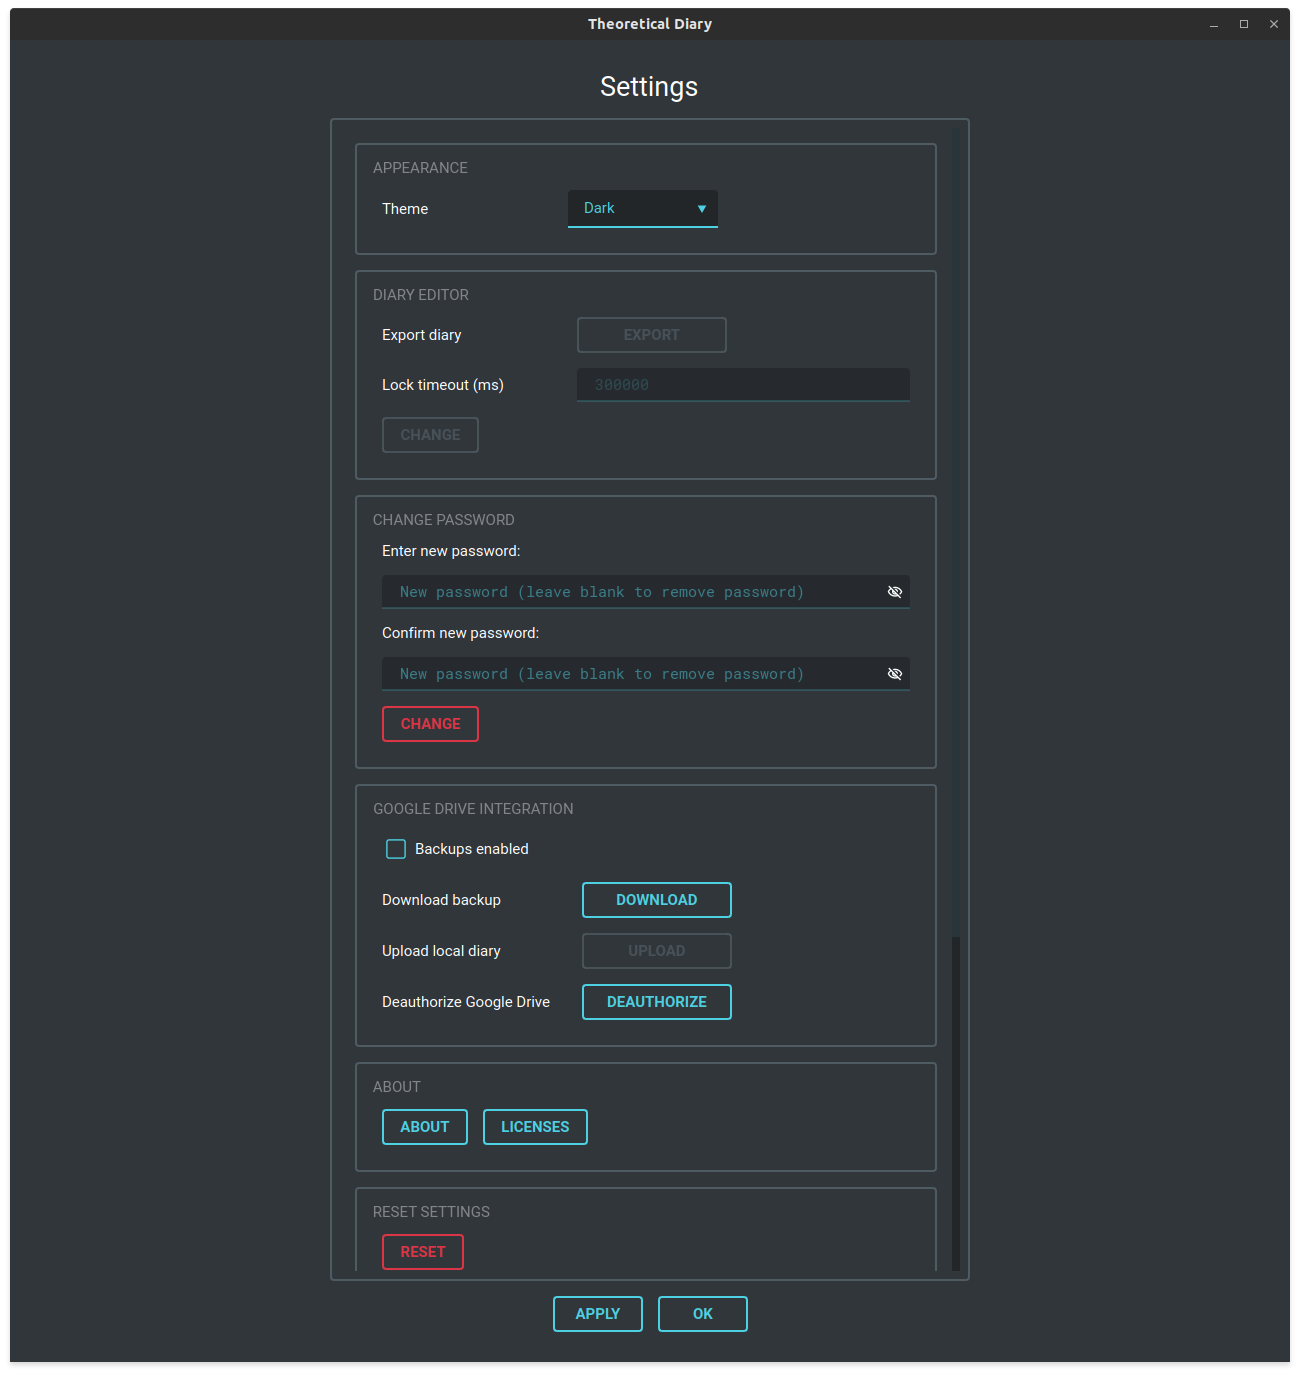 Theoretical Diary
Settings
APPEARANCE
Theme
Dark
DIARY EDITOR
Export diary
EXPORT
Lock timeout (ms)
300000
CHANGE
CHANGE PASSWORD
Enter new password:
New password (leave blank to remove password)
Confirm new password:
New password (leave blank to remove password)
CHANGE
GOOGLE DRIVE INTEGRATION
Backups enabled
Download backup
DOWNLOAD
Upload local diary
UPLOAD
Deauthorize Google Drive
DEAUTHORIZE
ABOUT
ABOUT
LICENSES
RESET SETTINGS
RESET
APPLY
OK